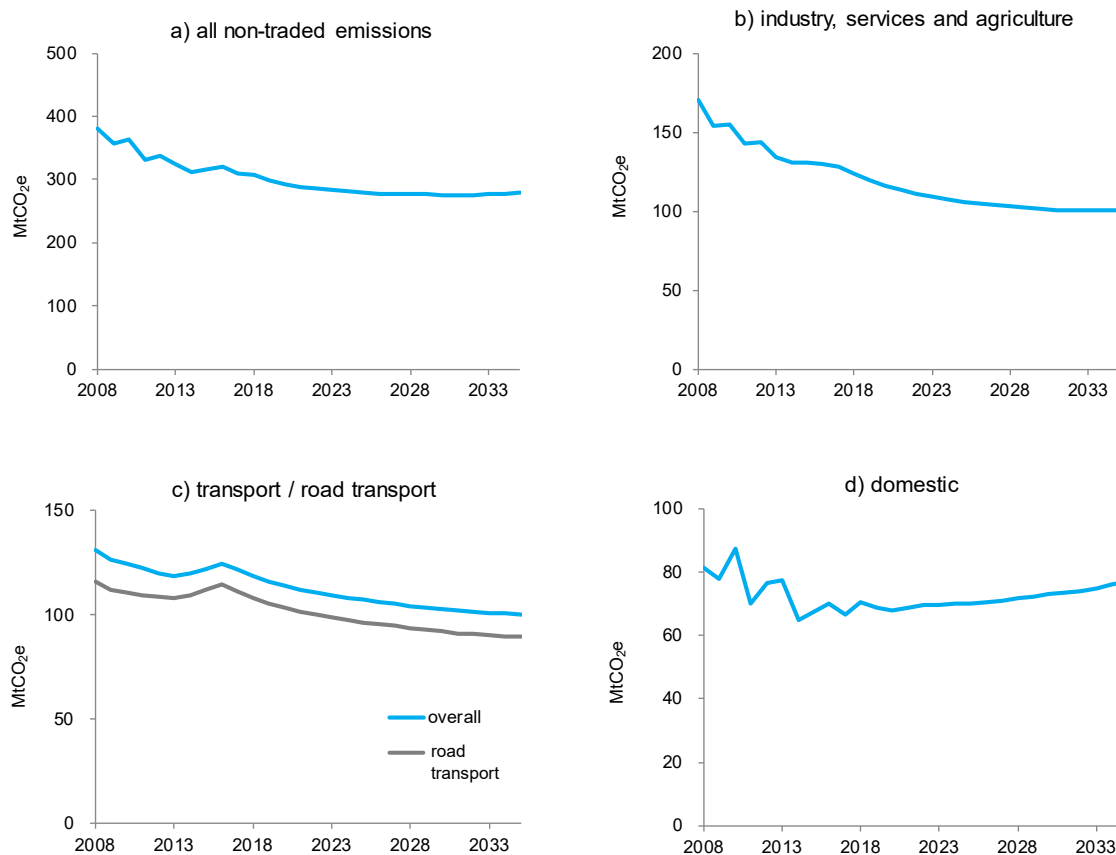 a) all non-traded emissions
500
400
300
200
100
0
MtCO₂e
2008 2013 2018 2023 2028 2033
b) industry, services and agriculture
200
150
100
50
0
MtCO₂e
2008 2013 2018 2023 2028 2033
c) transport / road transport
150
100
50
0
MtCO₂e
overall
road
transport
2008 2013 2018 2023 2028 2033
d) domestic
100
80
60
40
20
0
MtCO₂e
2008 2013 2018 2023 2028 2033